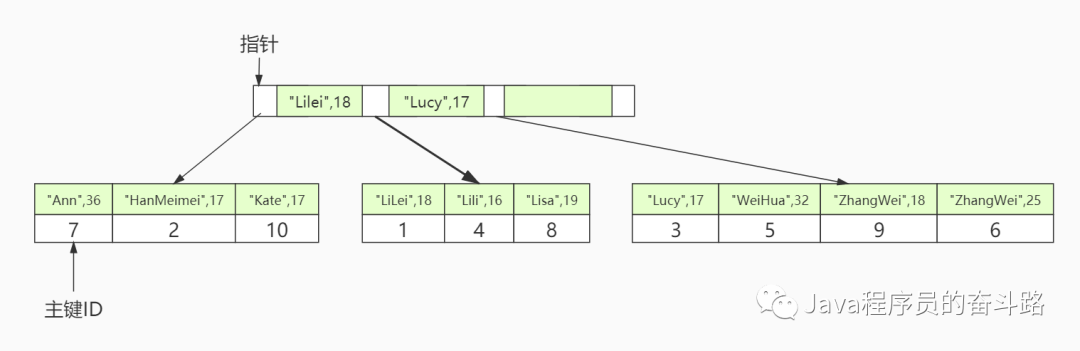 指针
"Lilei",18 "Lucy",17
"Ann",36 "HanMeimei",17 "Kate",17 "LiLei",18 "Lili",16 "Lisa",19 "Lucy",17 "WeiHua",32 "ZhangWei",18 "ZhangWei",25
7 2 10 1 4 8 3 5 9 6
主键ID
Java程序员的奋斗路